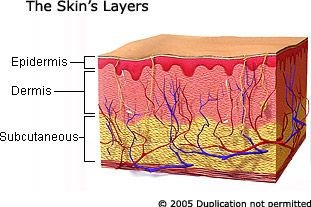 The Skin's Layers
Epidermis
Dermis
Subcutaneous
© 2005 Duplication not permitted